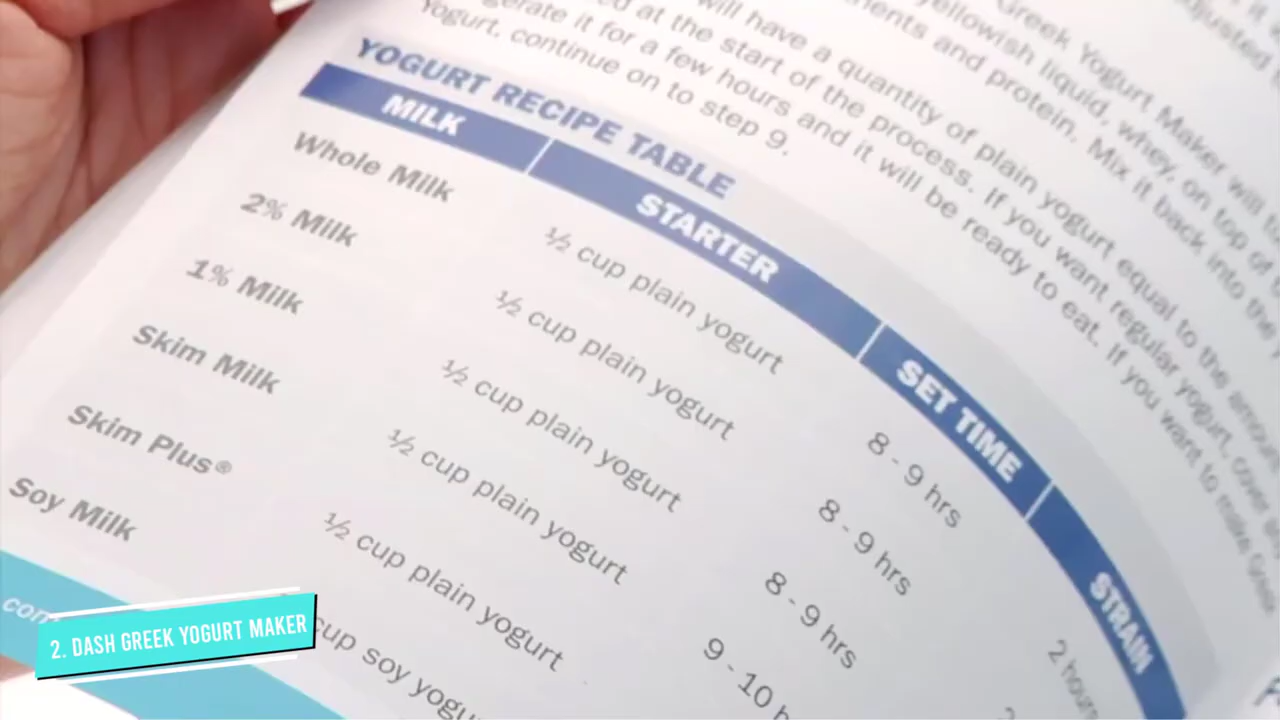 will have a quantity of plain yogurt equal to the
at the start of the process. If you want regular yogurt, cover
it for a few hours and it will be ready to eat. If you want to make
Yogurt, continue on to step 9.
Greek Yogurt Maker will
yellowish liquid, whey, on top of
and protein. Mix it back into the
YOGURT RECIPE TABLE
MILK STARTER SET TIME STRAIN
Whole Milk ½ cup plain yogurt 8 - 9 hrs 2 hours
2% Milk ½ cup plain yogurt 8 - 9 hrs
1% Milk ½ cup plain yogurt 8 - 9 hrs
Skim Milk ½ cup plain yogurt 9 - 10
Skim Plus® ½ cup plain yogurt
Soy Milk cup soy
2. DASH GREEK YOGURT MAKER